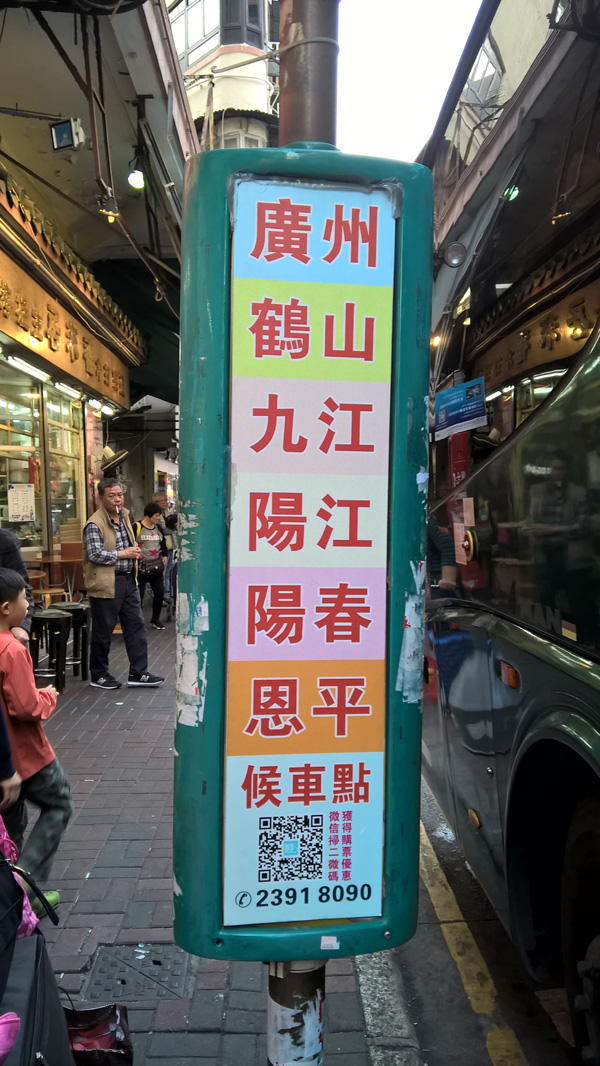 廣州
鶴山
九江
陽江
陽春
恩平
候車點
獲得購票優惠
微信掃二微碼
✆2391 8090